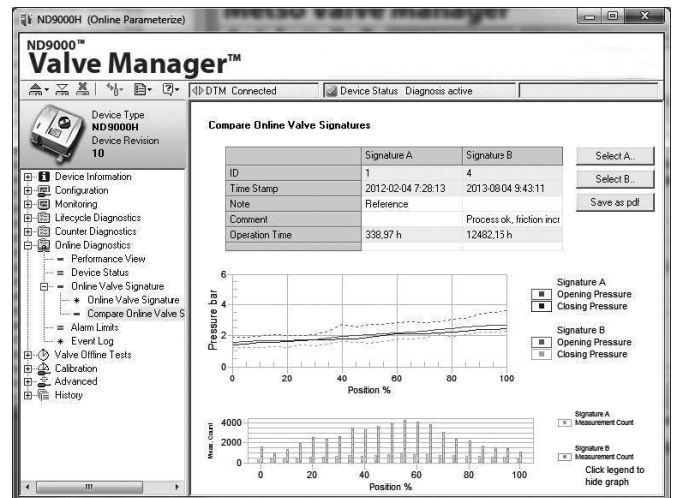 Metso Valve Manager
ND9000H (Online Parameterize)
ND9000™
Valve Manager™
DTM Connected
Device Status Diagnosis active
Device Type
ND9000H
Device Revision
10
Device Information
Configuration
Monitoring
Lifecycle Diagnostics
Counter Diagnostics
Online Diagnostics
Performance View
Device Status
Online Valve Signature
Online Valve Signature
Compare Online Valve S
Alarm Limits
Event Log
Valve Offline Tests
Calibration
Advanced
History
Compare Online Valve Signatures
Signature A Signature B
ID 1 4
Time Stamp 2012-02-04 7:28:13 2013-08-04 9:43:11
Note Reference
Comment Process ok, friction incr
Operation Time 338,97 h 12482,15 h
Select A..
Select B..
Save as pdf
Pressure bar
6
4
2
0
0 20 40 60 80 100
Position %
Signature A
Opening Pressure
Closing Pressure
Signature B
Opening Pressure
Closing Pressure
Meas. Count
4000
2000
0
0 20 40 60 80 100
Position %
Signature A
Measurement Count
Signature B
Measurement Count
Click legend to
hide graph